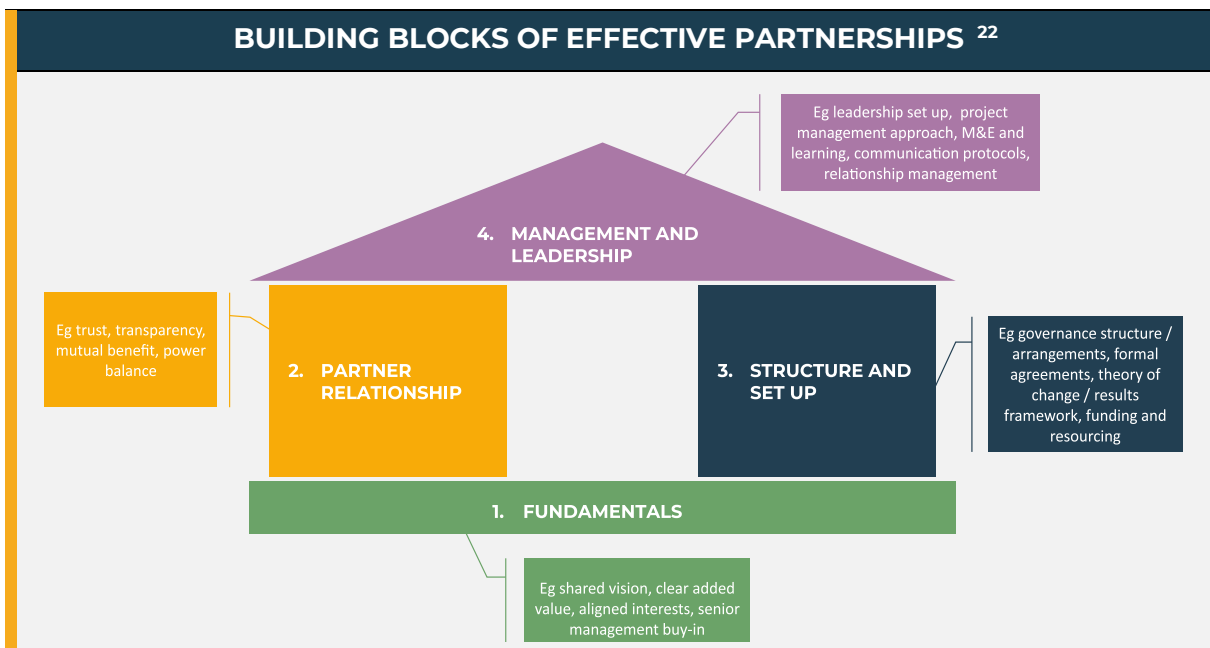 BUILDING BLOCKS OF EFFECTIVE PARTNERSHIPS 22
Eg leadership set up, project
management approach, M&E and
learning, communication protocols,
relationship management
4. MANAGEMENT AND
LEADERSHIP
Eg trust, transparency,
mutual benefit, power
balance
2. PARTNER
RELATIONSHIP
3. STRUCTURE AND
SET UP
Eg governance structure /
arrangements, formal
agreements, theory of
change / results
framework, funding and
resourcing
1. FUNDAMENTALS
Eg shared vision, clear added
value, aligned interests, senior
management buy-in